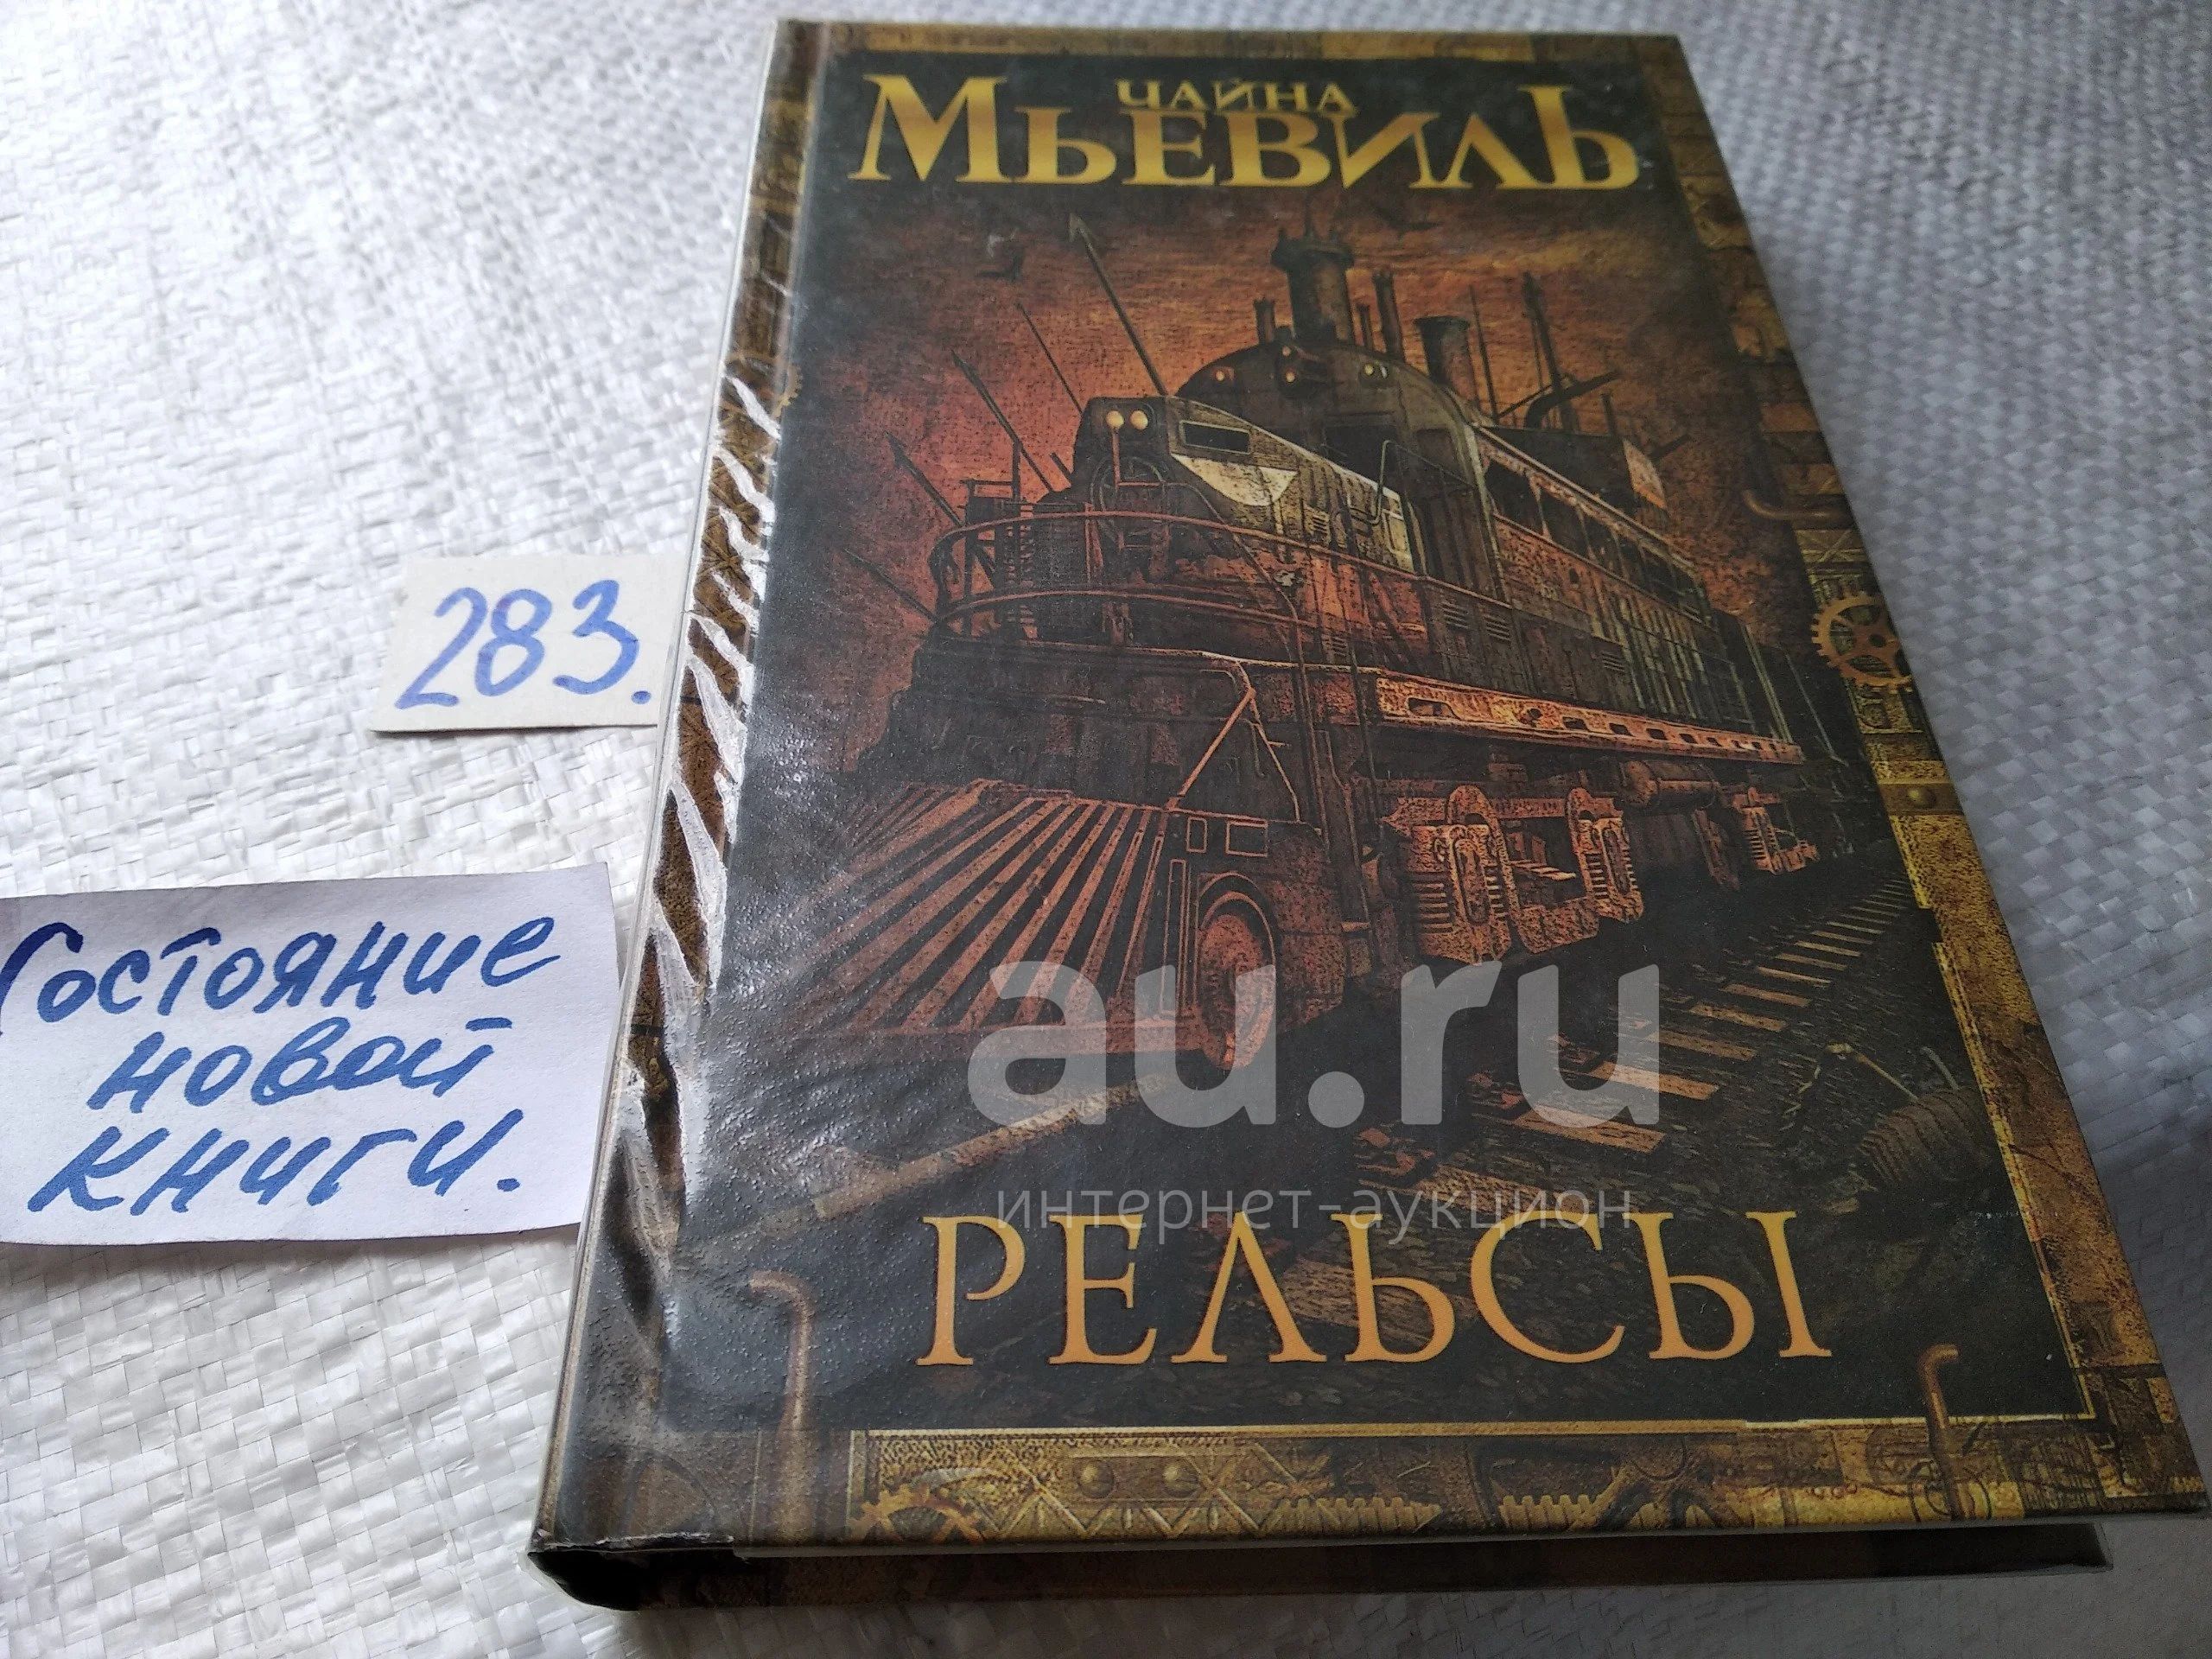 ЧАЙНА
МЬЕВИЛЬ
283.
Состояние
новой
книги.
au.ru
интернет-аукцион
РЕЛЬСЫ